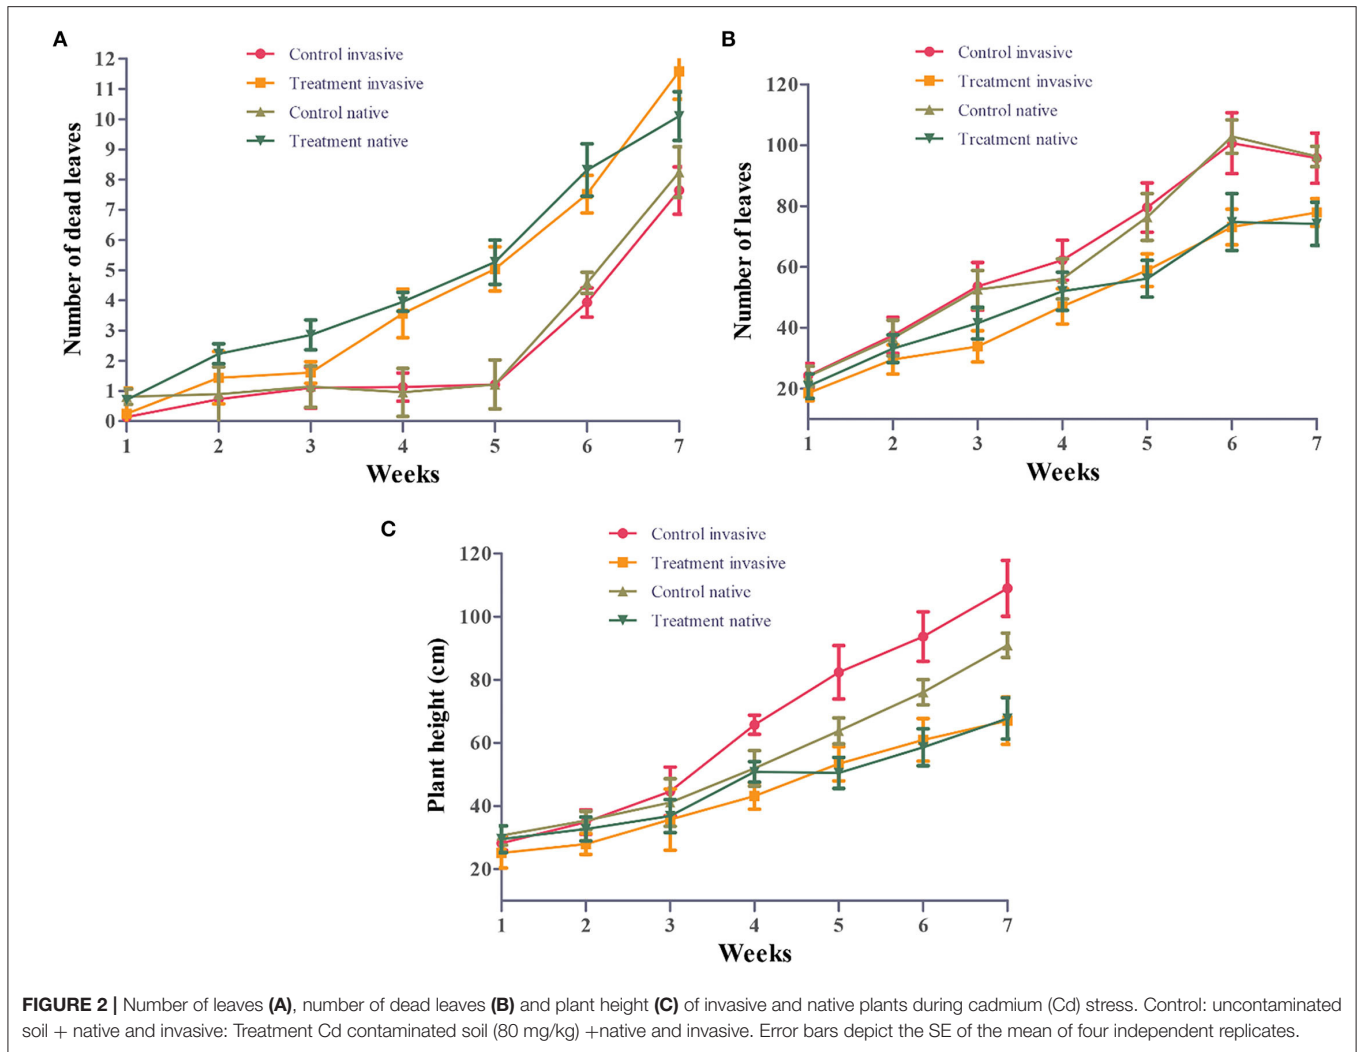 A
Control invasive
Treatment invasive
Control native
Treatment native
12
11
10
9
8
7
6
5
4
3
2
1
0
Number of dead leaves
1 2 3 4 5 6 7
Weeks
B
Control invasive
Treatment invasive
Control native
Treatment native
120
100
80
60
40
20
Number of leaves
1 2 3 4 5 6 7
Weeks
C
Control invasive
Treatment invasive
Control native
Treatment native
120
100
80
60
40
20
Plant height (cm)
1 2 3 4 5 6 7
Weeks
FIGURE 2 | Number of leaves (A), number of dead leaves (B) and plant height (C) of invasive and native plants during cadmium (Cd) stress. Control: uncontaminated
soil + native and invasive: Treatment Cd contaminated soil (80 mg/kg) +native and invasive. Error bars depict the SE of the mean of four independent replicates.